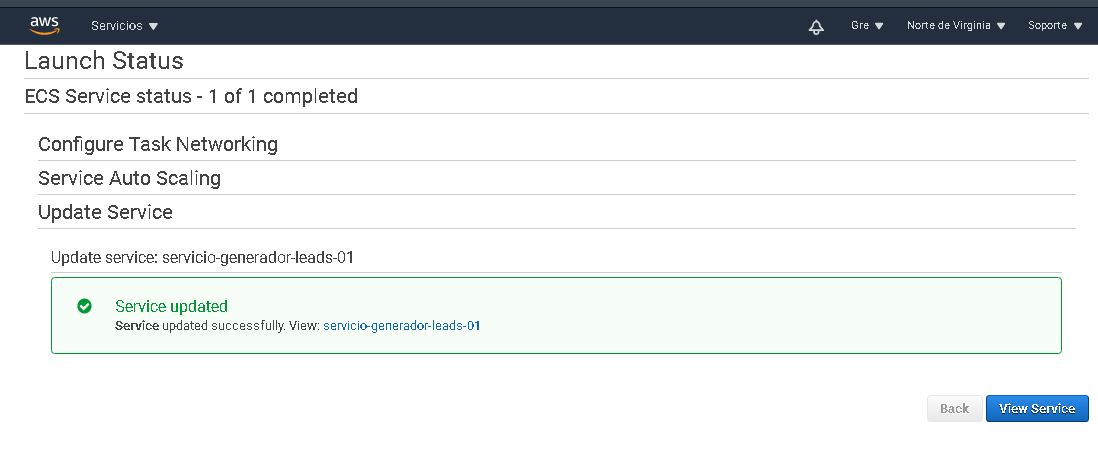 aws Servicios Gre Norte de Virginia Soporte
Launch Status
ECS Service status - 1 of 1 completed
Configure Task Networking
Service Auto Scaling
Update Service
Update service: servicio-generador-leads-01
Service updated
Service updated successfully. View: servicio-generador-leads-01
Back View Service